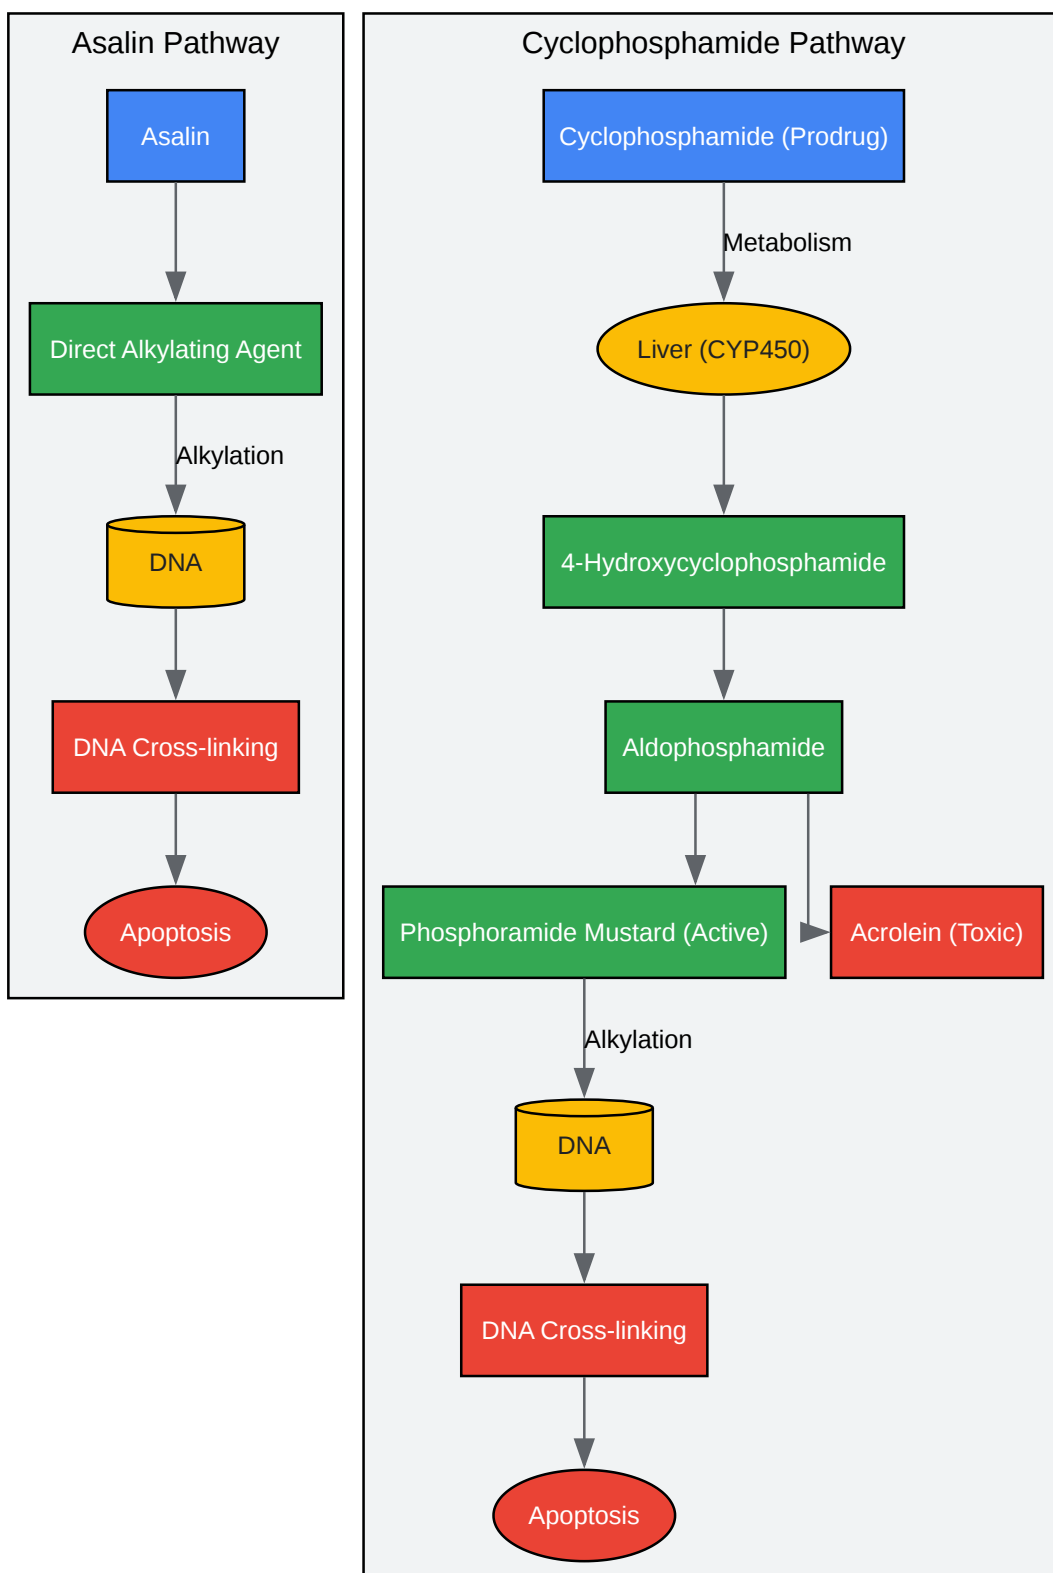 Asalin Pathway
Asalin
Direct Alkylating Agent
Alkylation
DNA
DNA Cross-linking
Apoptosis
Cyclophosphamide Pathway
Cyclophosphamide (Prodrug)
Metabolism
Liver (CYP450)
4-Hydroxycyclophosphamide
Aldophosphamide
Phosphoramide Mustard (Active)
Acrolein (Toxic)
Alkylation
DNA
DNA Cross-linking
Apoptosis